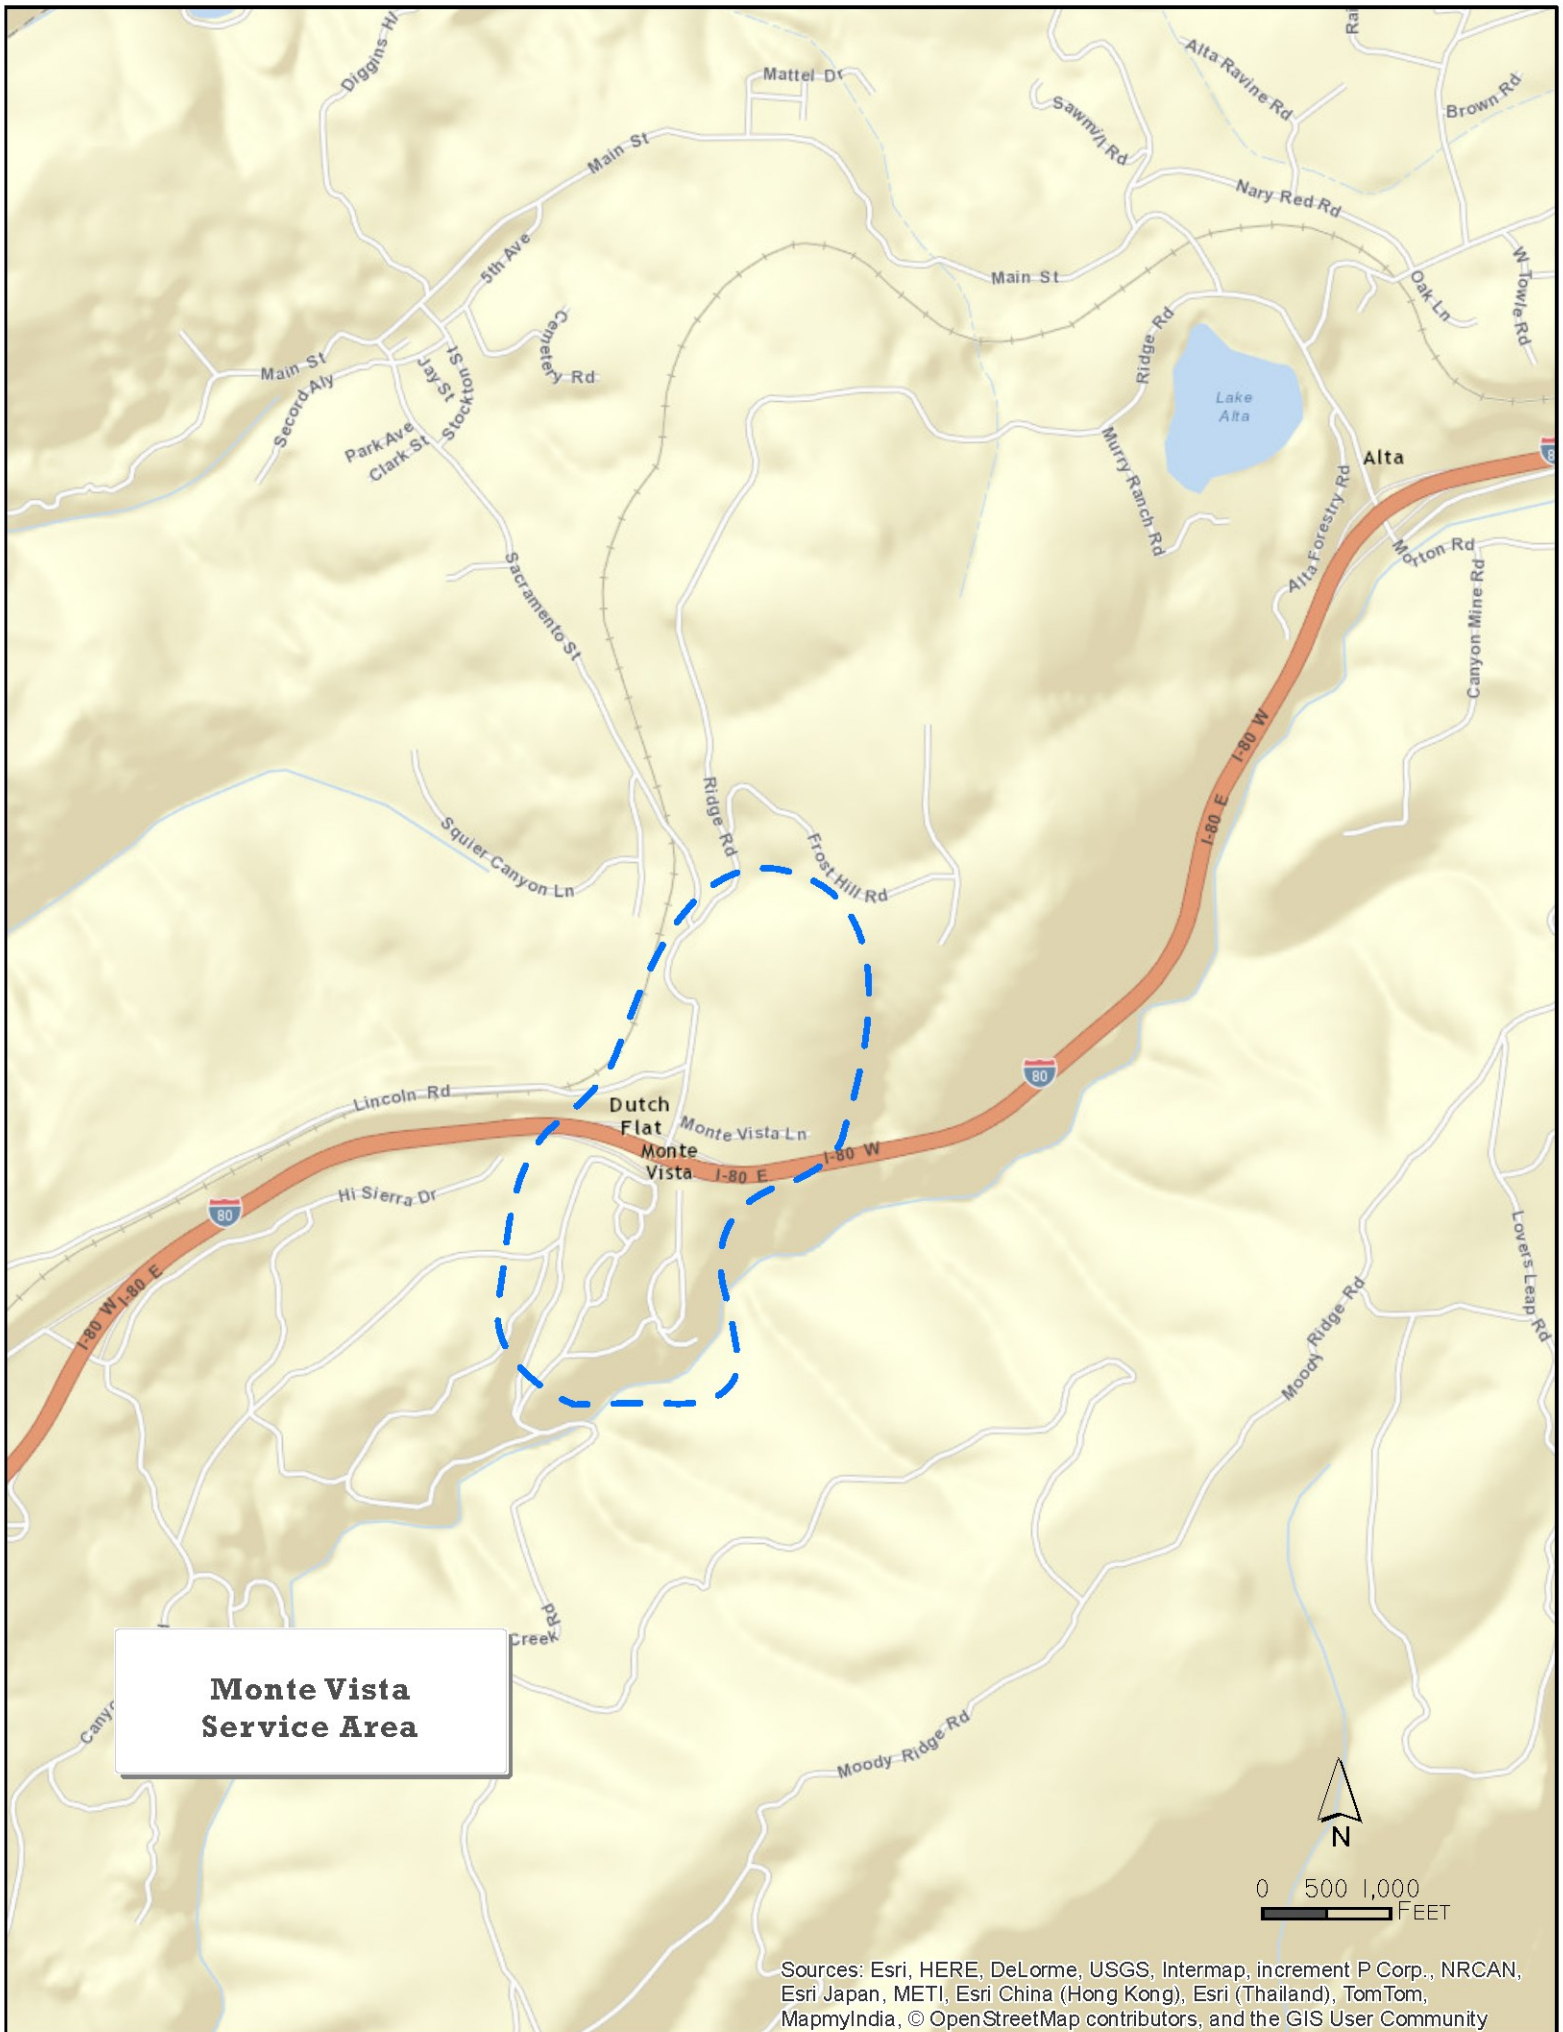 Diggins H
Mattel Dr
Rai
Alta Ravine Rd
Brown Rd
Sawmill Rd
Main St
Nary Red Rd
5th Ave
Main St
W Towle Rd
Oak Ln
Cemetery Rd
Ridge Rd
Main St
Jay St
Stockton St
Second Aly
Lake
Alta
Park Ave
Clark St
Murry Ranch Rd
Alta
8
Alta Forestry Rd
Morton Rd
Canyon Mine Rd
Sacramento St
I-80 W
I-80 E
Ridge Rd
Squier Canyon Ln
Frost Hill Rd
80
Lincoln Rd
Dutch
Flat
Monte Vista Ln
Monte
Vista
I-80 E
I-80 W
Hi Sierra Dr
80
I-80 W
I-80 E
Lovers Leap Rd
Moody Ridge Rd
Creek Rd
Monte Vista
Service Area
Canyo
Moody Ridge Rd
N
0 500 1,000
FEET
Sources: Esri, HERE, DeLorme, USGS, Intermap, increment P Corp., NRCAN,
Esri Japan, METI, Esri China (Hong Kong), Esri (Thailand), TomTom,
MapmyIndia, © OpenStreetMap contributors, and the GIS User Community